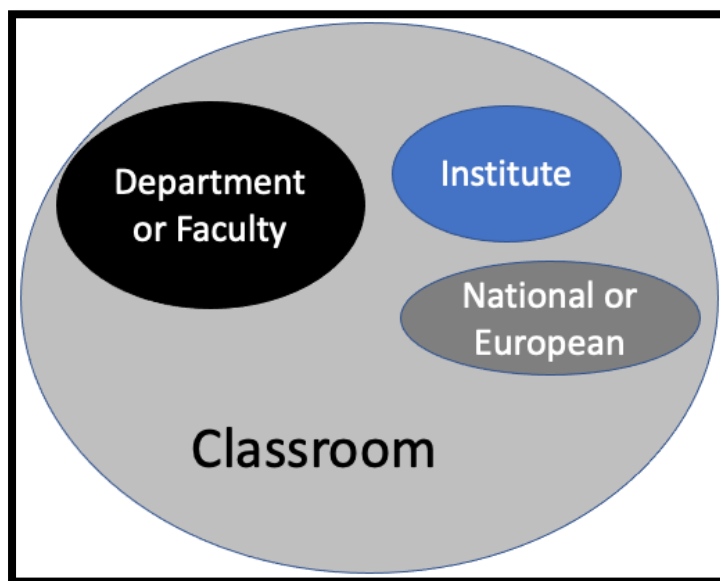 Department
or Faculty
Institute
National or
European
Classroom